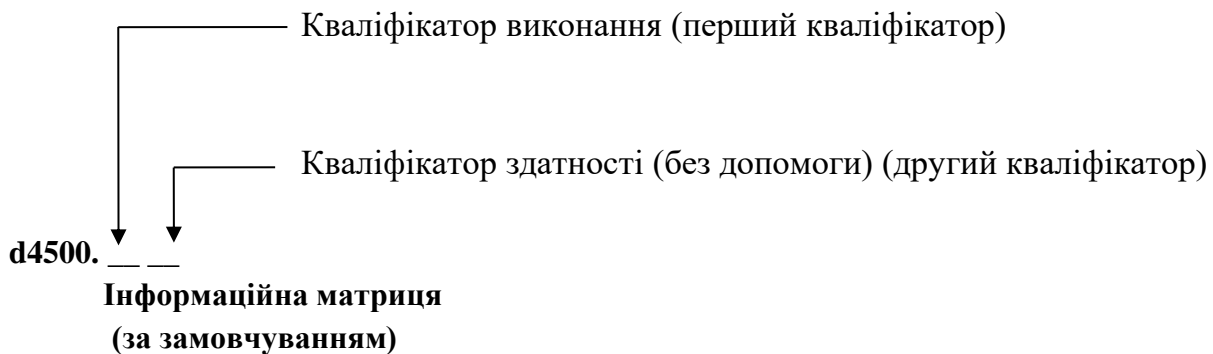 Кваліфікатор виконання (перший кваліфікатор)
Кваліфікатор здатності (без допомоги) (другий кваліфікатор)
d4500. __ __
Інформаційна матриця
(за замовчуванням)